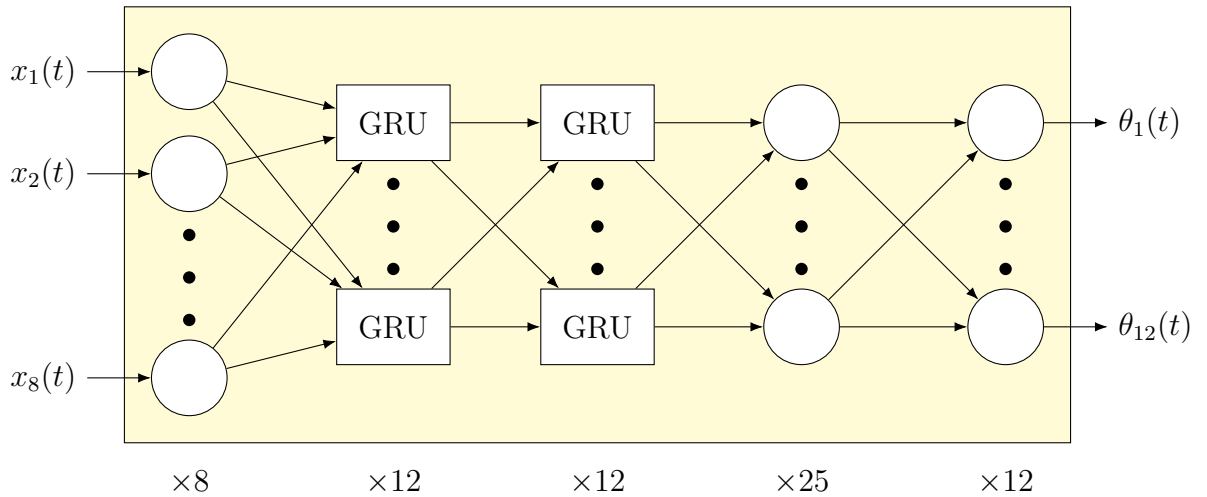 x₁(t)
x₂(t)
x₈(t)
GRU
GRU
GRU
GRU
θ₁(t)
θ₁₂(t)
×8
×12
×12
×25
×12